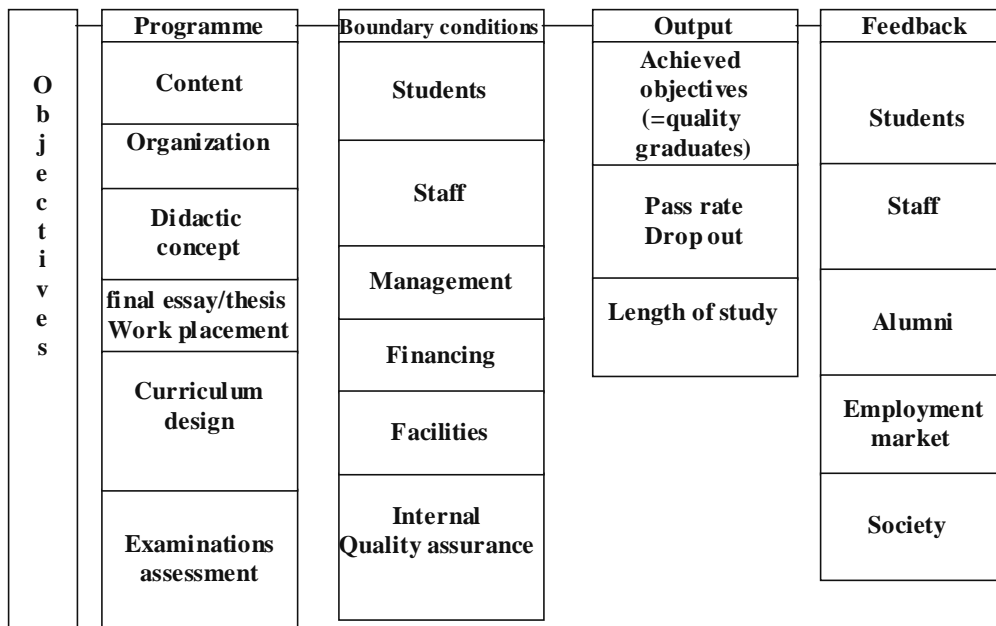 Objectives
Programme
Content
Organization
Didactic
concept
final essay/thesis
Work placement
Curriculum
design
Examinations
assessment
Boundary conditions
Students
Staff
Management
Financing
Facilities
Internal
Quality assurance
Output
Achieved
objectives
(=quality
graduates)
Pass rate
Drop out
Length of study
Feedback
Students
Staff
Alumni
Employment
market
Society